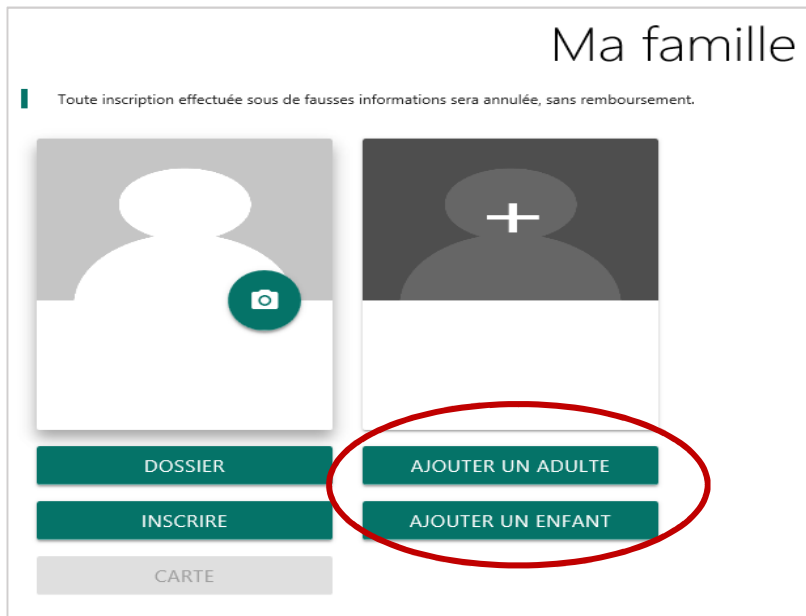 Ma famille
Toute inscription effectuée sous de fausses informations sera annulée, sans remboursement.
DOSSIER
INSCRIRE
CARTE
AJOUTER UN ADULTE
AJOUTER UN ENFANT